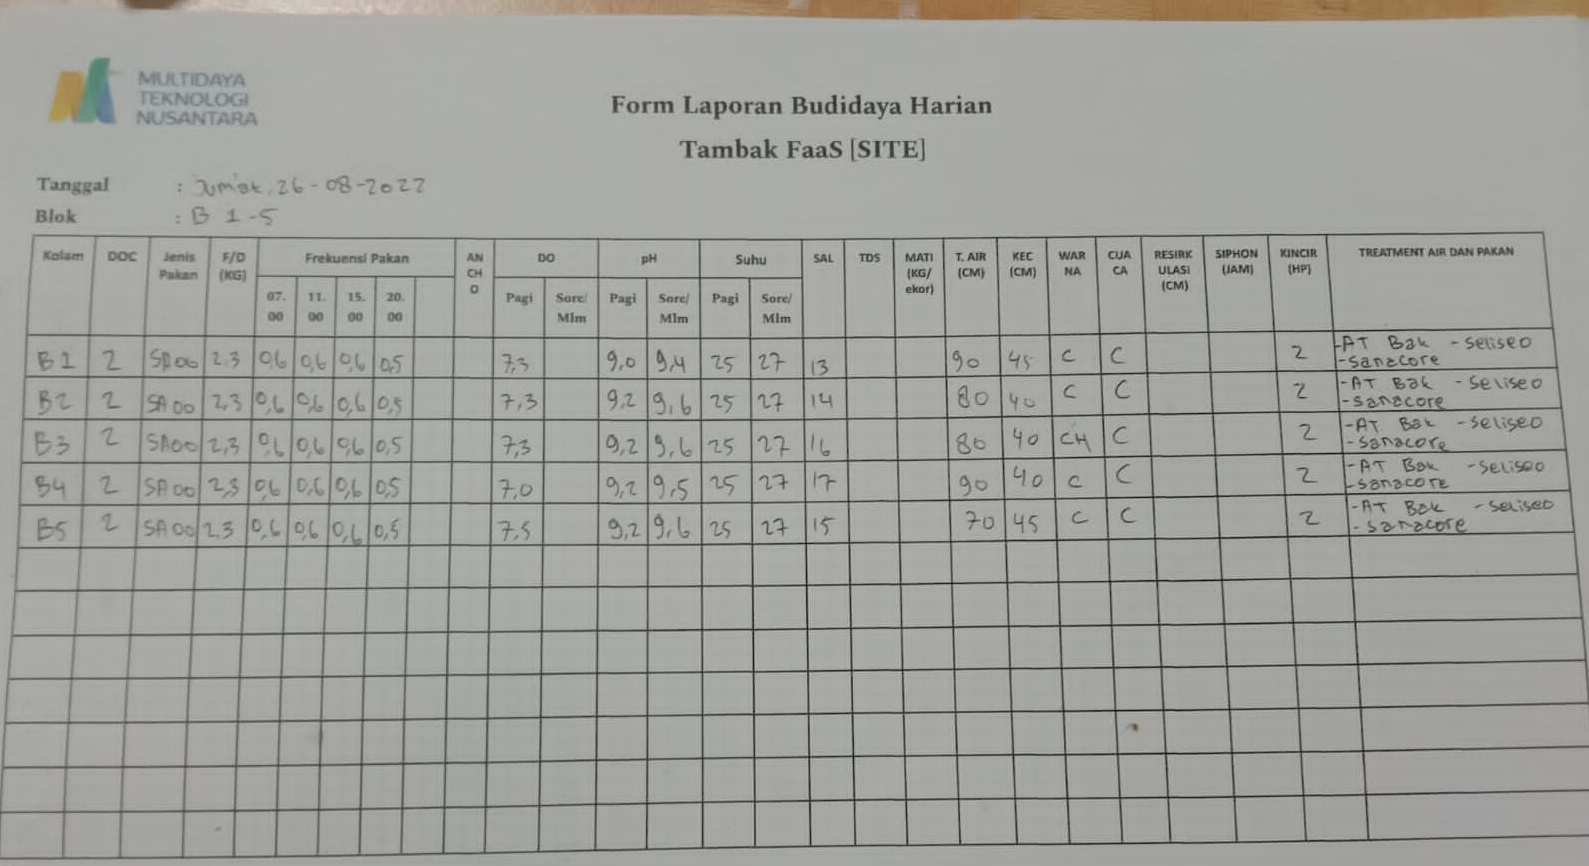 MULTIDAYA
TEKNOLOGI
NUSANTARA
Form Laporan Budidaya Harian
Tambak FaaS [SITE]
Tanggal : Jum'at, 26-08-2022
Blok : B 1-5
Kolam DOC Jenis Pakan F/D (KG) Frekuensi Pakan AN CH O DO pH Suhu SAL TDS MATI (KG/ ekor) T. AIR (CM) KEC (CM) WAR NA CUA CA RESIRK ULASI (CM) SIPHON (JAM) KINCIR (HP) TREATMENT AIR DAN PAKAN
07. 00 11. 00 15. 00 20. 00 Pagi Sore/ Mlm Pagi Sore/ Mlm Pagi Sore/ Mlm
B1 2 SA00 2,3 0,6 0,6 0,6 0,5 7,3 9,0 9,4 25 27 13 90 45 C C 2 -AT Bak -seliseo
-sanacore
B2 2 SA00 2,3 0,6 0,6 0,6 0,5 7,3 9,2 9,6 25 27 14 80 40 C C 2 -AT Bak -seliseo
-sanacore
B3 2 SA00 2,3 0,6 0,6 0,6 0,5 7,3 9,2 9,6 25 27 16 80 40 CH C 2 -AT Bak -seliseo
-sanacore
B4 2 SA00 2,3 0,6 0,6 0,6 0,5 7,0 9,2 9,5 25 27 17 90 40 C C 2 -AT Bak -seliseo
-sanacore
B5 2 SA00 2,3 0,6 0,6 0,6 0,5 7,5 9,2 9,6 25 27 15 70 45 C C 2 -AT Bak -seliseo
-sanacore